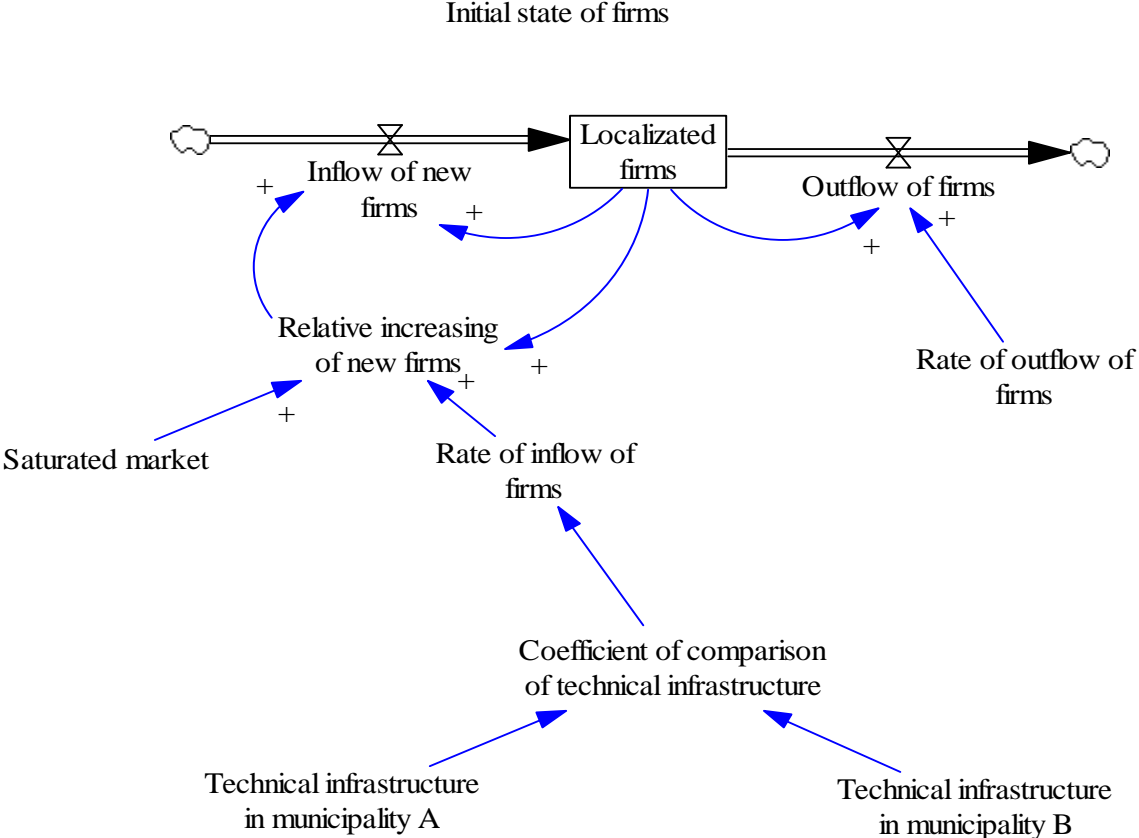 Initial state of firms
Localizated
firms
Inflow of new
firms
Outflow of firms
+
+
+
+
Relative increasing
of new firms
+
+
+
Rate of outflow of
firms
Saturated market
Rate of inflow of
firms
Coefficient of comparison
of technical infrastructure
Technical infrastructure
in municipality A
Technical infrastructure
in municipality B